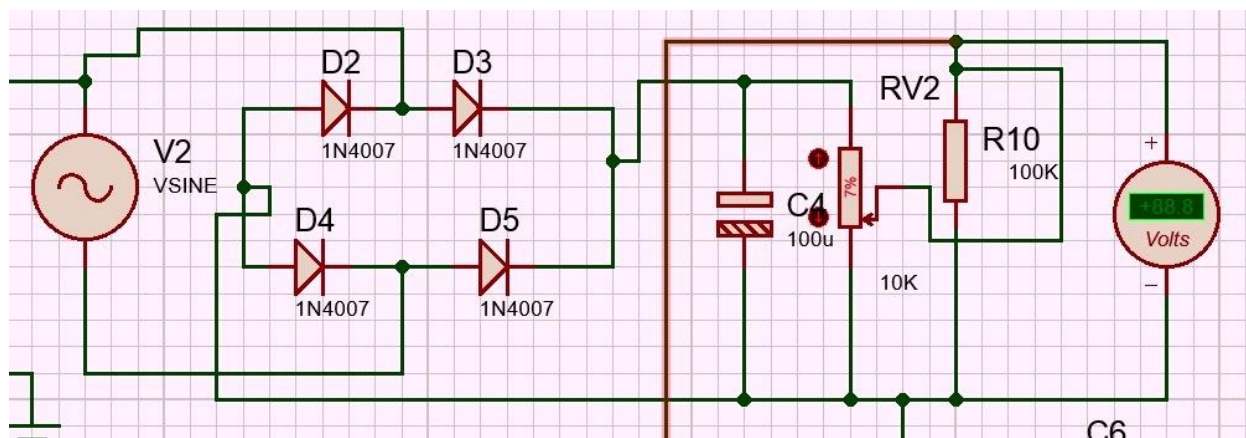 D2
D3
RV2
V2
1N4007
1N4007
R10
100K
+
VSINE
7%
C4
+88.8
D4
D5
100u
Volts
10K
−
1N4007
1N4007
C6